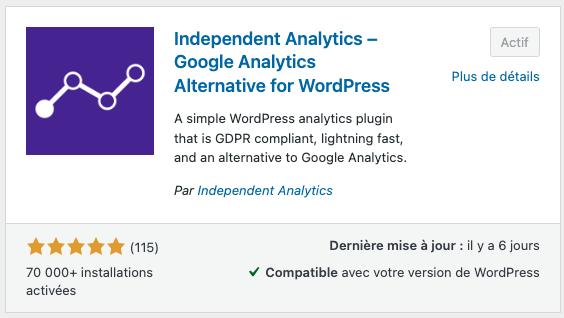 Independent Analytics –
Google Analytics
Alternative for WordPress
Actif
Plus de détails
A simple WordPress analytics plugin
that is GDPR compliant, lightning fast,
and an alternative to Google Analytics.
Par Independent Analytics
(115)
70 000+ installations
activées
Dernière mise à jour : il y a 6 jours
Compatible avec votre version de WordPress